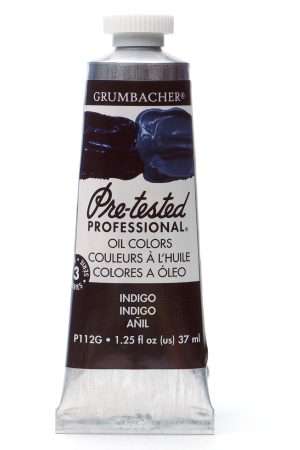 GRUMBACHER®
Pre-tested
PROFESSIONAL®
OIL COLORS
COULEURS À L'HUILE
COLORES A ÓLEO
3
INDIGO
INDIGO
AÑIL
P112G • 1.25 fl oz (us) 37 ml